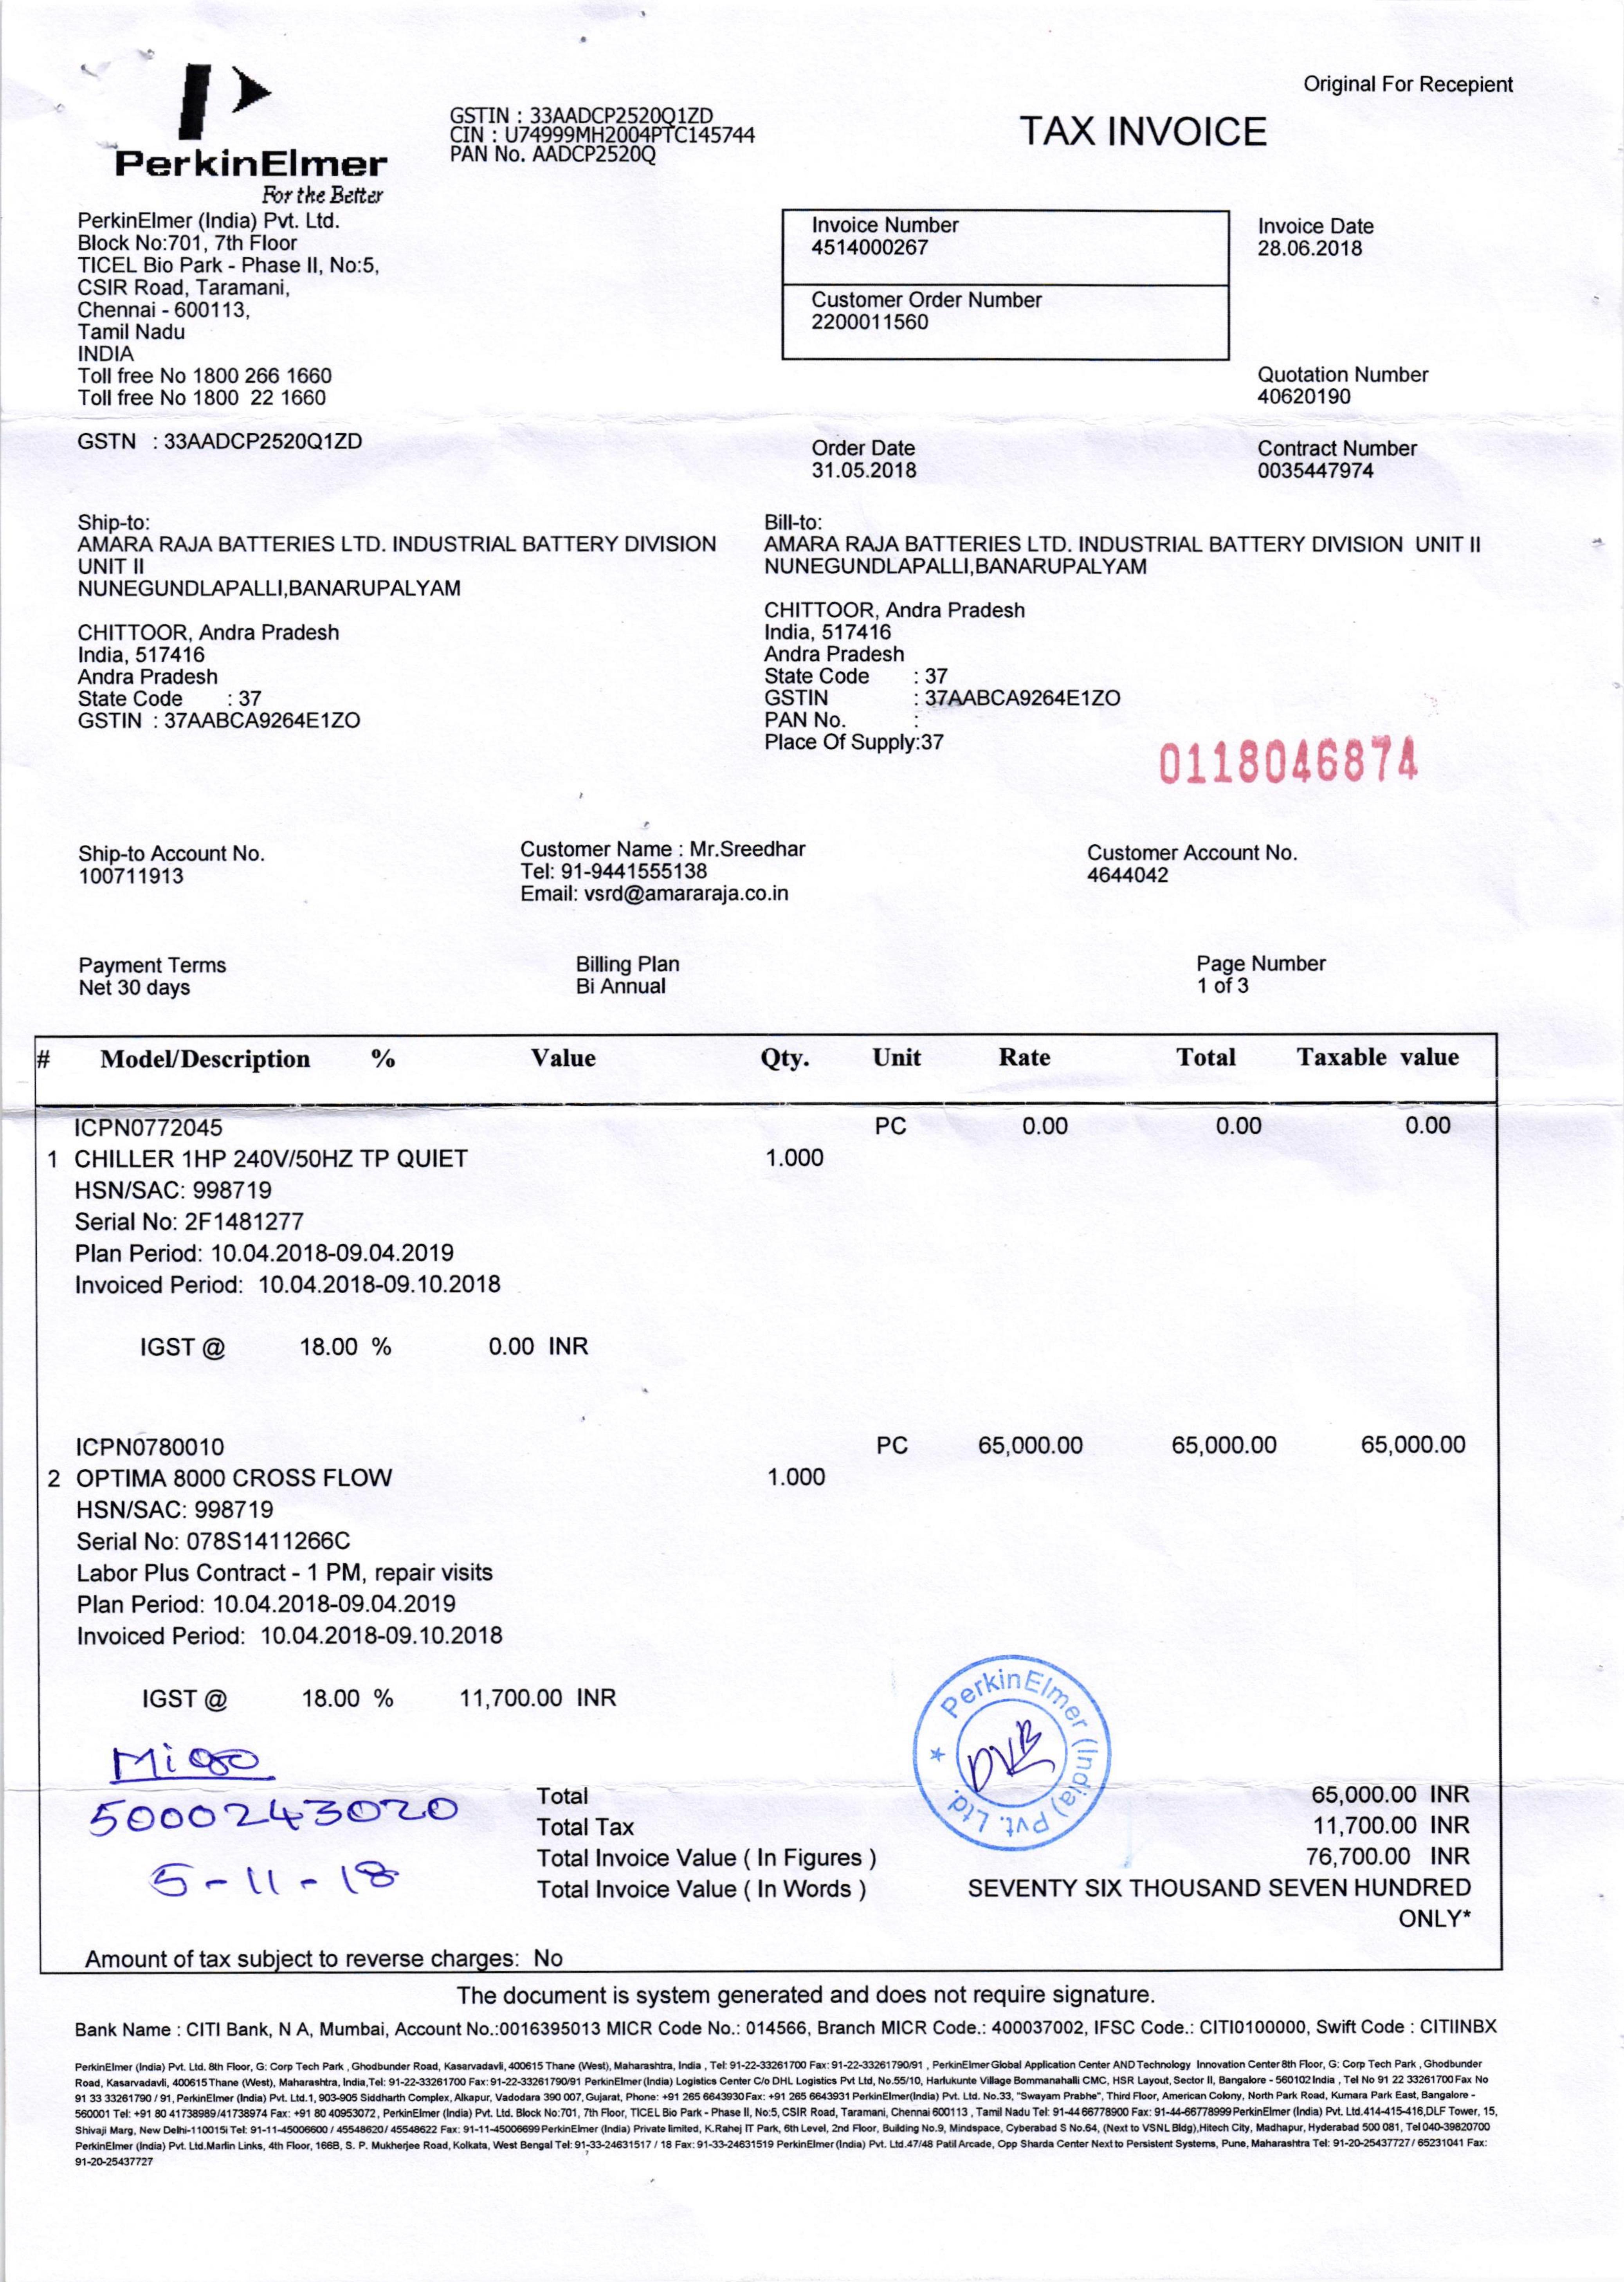 Original For Recepient
TAX INVOICE
PerkinElmer
For the Better
GSTIN : 33AADCP2520Q1ZD
CIN : U74999MH2004PTC145744
PAN No. AADCP2520Q
PerkinElmer (India) Pvt. Ltd.
Block No:701, 7th Floor
TICEL Bio Park - Phase II, No:5,
CSIR Road, Taramani,
Chennai - 600113,
Tamil Nadu
INDIA
Toll free No 1800 266 1660
Toll free No 1800 22 1660
GSTN : 33AADCP2520Q1ZD
Invoice Number
4514000267
Customer Order Number
2200011560
Invoice Date
28.06.2018
Quotation Number
40620190
Order Date
31.05.2018
Contract Number
0035447974
Ship-to:
AMARA RAJA BATTERIES LTD. INDUSTRIAL BATTERY DIVISION
UNIT II
NUNEGUNDLAPALLI,BANARUPALYAM
CHITTOOR, Andra Pradesh
India, 517416
Andra Pradesh
State Code : 37
GSTIN : 37AABCA9264E1ZO
Bill-to:
AMARA RAJA BATTERIES LTD. INDUSTRIAL BATTERY DIVISION UNIT II
NUNEGUNDLAPALLI,BANARUPALYAM
CHITTOOR, Andra Pradesh
India, 517416
Andra Pradesh
State Code : 37
GSTIN : 37AABCA9264E1ZO
PAN No. :
Place Of Supply:37
0118046874
Ship-to Account No.
100711913
Customer Name : Mr.Sreedhar
Tel: 91-9441555138
Email: vsrd@amararaja.co.in
Customer Account No.
4644042
Payment Terms
Net 30 days
Billing Plan
Bi Annual
Page Number
1 of 3
# Model/Description % Value Qty. Unit Rate Total Taxable value
ICPN0772045 PC 0.00 0.00 0.00
1 CHILLER 1HP 240V/50HZ TP QUIET 1.000
HSN/SAC: 998719
Serial No: 2F1481277
Plan Period: 10.04.2018-09.04.2019
Invoiced Period: 10.04.2018-09.10.2018
IGST @ 18.00 % 0.00 INR
ICPN0780010 PC 65,000.00 65,000.00 65,000.00
2 OPTIMA 8000 CROSS FLOW 1.000
HSN/SAC: 998719
Serial No: 078S1411266C
Labor Plus Contract - 1 PM, repair visits
Plan Period: 10.04.2018-09.04.2019
Invoiced Period: 10.04.2018-09.10.2018
IGST @ 18.00 % 11,700.00 INR
Migo
5000243020
5-11-18
PerkinElmer (India) Pvt. Ltd.
DVB
Total 65,000.00 INR
Total Tax 11,700.00 INR
Total Invoice Value ( In Figures ) 76,700.00 INR
Total Invoice Value ( In Words ) SEVENTY SIX THOUSAND SEVEN HUNDRED
ONLY*
Amount of tax subject to reverse charges: No
The document is system generated and does not require signature.
Bank Name : CITI Bank, N A, Mumbai, Account No.:0016395013 MICR Code No.: 014566, Branch MICR Code.: 400037002, IFSC Code.: CITI0100000, Swift Code : CITIINBX
PerkinElmer (India) Pvt. Ltd. 8th Floor, G: Corp Tech Park , Ghodbunder Road, Kasarvadavli, 400615 Thane (West), Maharashtra, India , Tel: 91-22-33261700 Fax: 91-22-33261790/91 , PerkinElmer Global Application Center AND Technology Innovation Center 8th Floor, G: Corp Tech Park , Ghodbunder
Road, Kasarvadavli, 400615 Thane (West), Maharashtra, India,Tel: 91-22-33261700 Fax: 91-22-33261790/91 PerkinElmer (India) Logistics Center C/o DHL Logistics Pvt Ltd, No.55/10, Harlukunte Village Bommanahalli CMC, HSR Layout, Sector II, Bangalore - 560102 India , Tel No 91 22 33261700 Fax No
91 33 33261790 / 91, PerkinElmer (India) Pvt. Ltd.1, 903-905 Siddharth Complex, Alkapur, Vadodara 390 007, Gujarat, Phone: +91 265 6643930 Fax: +91 265 6643931 PerkinElmer(India) Pvt. Ltd. No.33, "Swayam Prabhe", Third Floor, American Colony, North Park Road, Kumara Park East, Bangalore -
560001 Tel: +91 80 41738989/41738974 Fax: +91 80 40953072 , PerkinElmer (India) Pvt. Ltd. Block No:701, 7th Floor, TICEL Bio Park - Phase II, No:5, CSIR Road, Taramani, Chennai 600113 , Tamil Nadu Tel: 91-44 66778900 Fax: 91-44-66778999 PerkinElmer (India) Pvt. Ltd.414-415-416,DLF Tower, 15,
Shivaji Marg, New Delhi-110015i Tel: 91-11-45006600 / 45548620/ 45548622 Fax: 91-11-45006699 PerkinElmer (India) Private limited, K.Rahej IT Park, 6th Level, 2nd Floor, Building No.9, Mindspace, Cyberabad S No.64, (Next to VSNL Bldg),Hitech City, Madhapur, Hyderabad 500 081, Tel 040-39820700
PerkinElmer (India) Pvt. Ltd.Marlin Links, 4th Floor, 166B, S. P. Mukherjee Road, Kolkata, West Bengal Tel: 91-33-24631517 / 18 Fax: 91-33-24631519 PerkinElmer (India) Pvt. Ltd.47/48 Patil Arcade, Opp Sharda Center Next to Persistent Systems, Pune, Maharashtra Tel: 91-20-25437727 / 65231041 Fax:
91-20-25437727